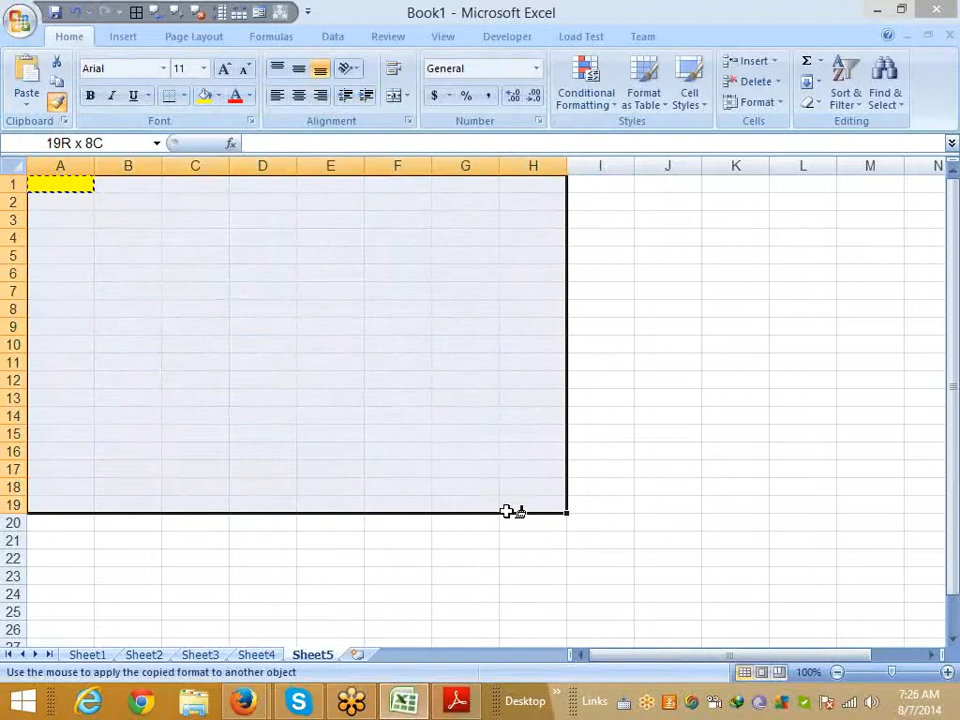 Book1 - Microsoft Excel
Home Insert Page Layout Formulas Data Review View Developer Load Test Team
Paste
Arial 11
B I U
General
$ % ,
Conditional Formatting
Format as Table
Cell Styles
Insert
Delete
Format
Sort & Filter
Find & Select
Clipboard Font Alignment Number Styles Cells Editing
19R x 8C fx
A B C D E F G H I J K L M N
1
2
3
4
5
6
7
8
9
10
11
12
13
14
15
16
17
18
19
20
21
22
23
24
25
26
27
Sheet1 Sheet2 Sheet3 Sheet4 Sheet5
Use the mouse to apply the copied format to another object 100%
Desktop Links 7:26 AM
8/7/2014